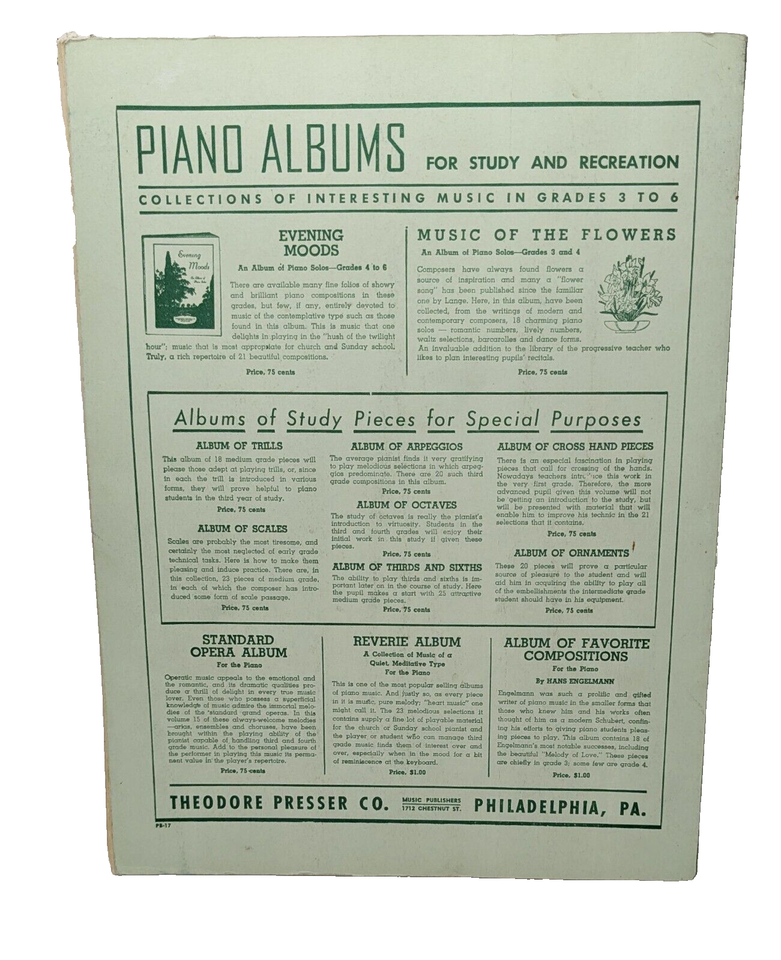 PIANO ALBUMS FOR STUDY AND RECREATION
COLLECTIONS OF INTERESTING MUSIC IN GRADES 3 TO 6
Evening
Moods
EVENING
MOODS
An Album of Piano Solos—Grades 4 to 6
There are available many fine folios of showy
and brilliant piano compositions in these
grades, but few, if any, entirely devoted to
music of the contemplative type such as those
found in this album. This is music that one
delights in playing in the "hush of the twilight
hour"; music that is most appropriate for church and Sunday school.
Truly, a rich repertoire of 21 beautiful compositions.
Price, 75 cents
MUSIC OF THE FLOWERS
An Album of Piano Solos—Grades 3 and 4
Composers have always found flowers a
source of inspiration and many a "flower
song" has been published since the familiar
one by Lange. Here, in this album, have been
collected, from the writings of modern and
contemporary composers, 18 charming piano
solos — romantic numbers, lively numbers,
waltz selections, barcarolles and dance forms.
An invaluable addition to the library of the progressive teacher who
likes to plan interesting pupils' recitals.
Price, 75 cents
Albums of Study Pieces for Special Purposes
ALBUM OF TRILLS
This album of 18 medium grade pieces will
please those adept at playing trills, or, since
in each the trill is introduced in various
forms, they will prove helpful to piano
students in the third year of study.
Price, 75 cents
ALBUM OF SCALES
Scales are probably the most tiresome, and
certainly the most neglected of early grade
technical tasks. Here is how to make them
pleasing and induce practice. There are, in
this collection, 23 pieces of medium grade,
in each of which the composer has intro-
duced some form of scale passage.
Price, 75 cents
ALBUM OF ARPEGGIOS
The average pianist finds it very gratifying
to play melodious selections in which arpeg-
gios predominate. There are 20 such third
grade compositions in this album.
Price, 75 cents
ALBUM OF OCTAVES
The study of octaves is really the pianist's
introduction to virtuosity. Students in the
third and fourth grades will enjoy their
initial work in this study if given these
pieces.
Price, 75 cents
ALBUM OF THIRDS AND SIXTHS
The ability to play thirds and sixths is im-
portant later on in the course of study. Here
the pupil makes a start with 25 attractive
medium grade pieces.
Price, 75 cents
ALBUM OF CROSS HAND PIECES
There is an especial fascination in playing
pieces that call for crossing of the hands.
Nowadays teachers this work in
the very first grade. Therefore, the more
advanced pupil given this volume will not
be getting an introduction to the study, but
will be presented with material that will
enable him to improve his technic in the 21
selections that it contains.
Price, 75 cents
ALBUM OF ORNAMENTS
These 20 pieces will prove a particular
source of pleasure to the student and will
aid him in acquiring the ability to play all
of the embellishments the intermediate grade
student should have in his equipment.
Price, 75 cents
STANDARD
OPERA ALBUM
For the Piano
Operatic music appeals to the emotional and
the romantic, and its dramatic qualities pro-
duce a thrill of delight in every true music
lover. Even those who possess a superficial
knowledge of music admire the immortal melo-
dies of the standard grand operas. In this
volume 15 of these always-welcome melodies
—arias, ensembles and choruses, have been
brought within the playing ability of the
pianist capable of handling third and fourth
grade music. Add to the personal pleasure of
the performer in playing this music its perma-
nent value in the player's repertoire.
Price, 75 cents
REVERIE ALBUM
A Collection of Music of a
Quiet, Meditative Type
For the Piano
This is one of the most popular selling albums
of piano music. And justly so, as every piece
in it is music, pure melody; "heart music" one
might call it. The 23 melodious selections it
contains supply a fine lot of playable material
for the church or Sunday school pianist and
the player or student who can manage third
grade music finds them of interest over and
over, especially when in the mood for a bit
of reminiscence at the keyboard.
Price, $1.00
ALBUM OF FAVORITE
COMPOSITIONS
For the Piano
By HANS ENGELMANN
Engelmann was such a prolific and gifted
writer of piano music in the smaller forms that
those who knew him and his works often
thought of him as a modern Schubert, confin-
ing his efforts to giving piano students pleas-
ing pieces to play. This album contains 18 of
Engelmann's most notable successes, including
the beautiful "Melody of Love." These pieces
are chiefly in grade 3; some few are grade 4.
Price, $1.00
THEODORE PRESSER CO. MUSIC PUBLISHERS 1712 CHESTNUT ST. PHILADELPHIA, PA.
PB-17